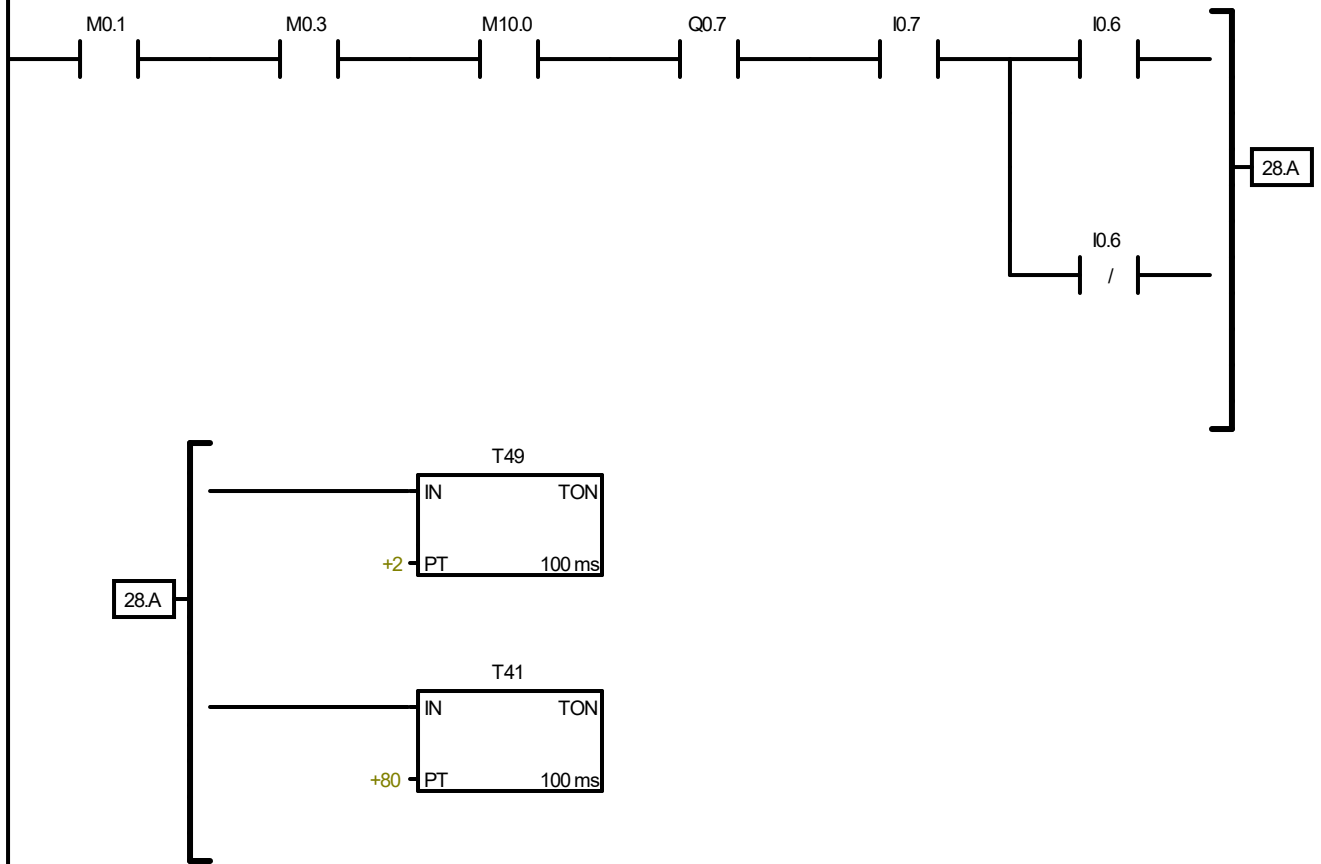 M0.1 M0.3 M10.0 Q0.7 I0.7 I0.6
28.A
I0.6
/
T49
IN TON
+2 PT 100 ms
28.A
T41
IN TON
+80 PT 100 ms